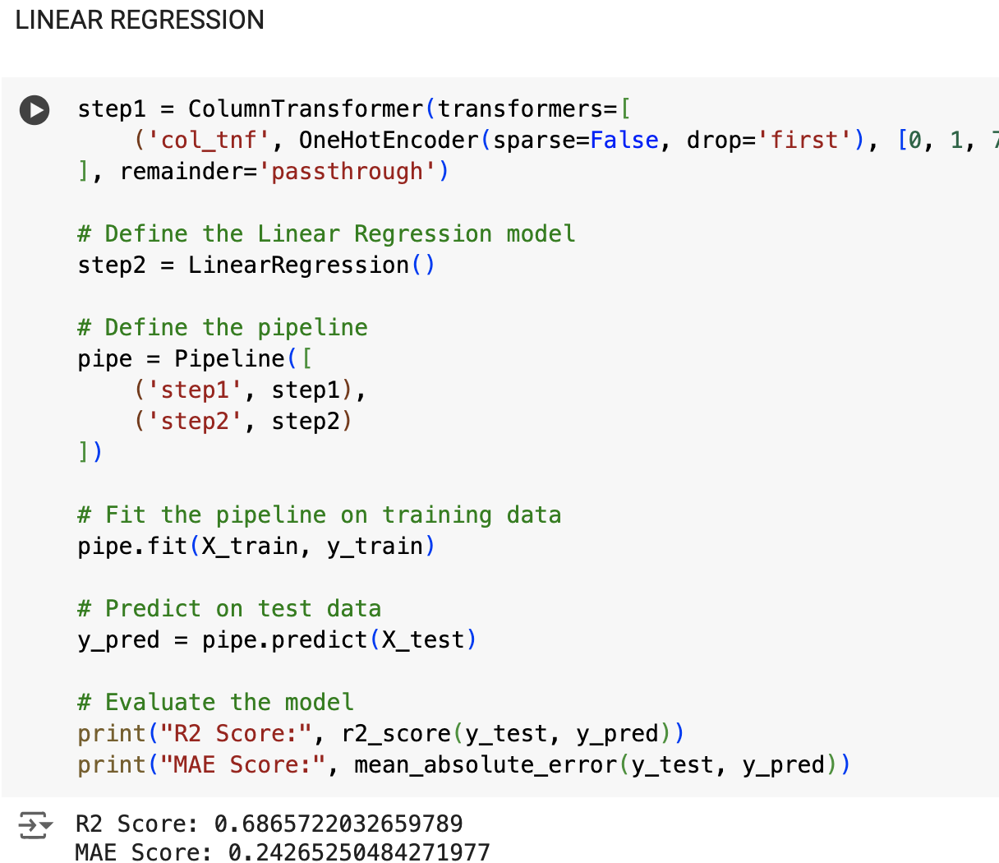 LINEAR REGRESSION
step1 = ColumnTransformer(transformers=[
    ('col_tnf', OneHotEncoder(sparse=False, drop='first'), [0, 1, 7
], remainder='passthrough')
# Define the Linear Regression model
step2 = LinearRegression()
# Define the pipeline
pipe = Pipeline([
    ('step1', step1),
    ('step2', step2)
])
# Fit the pipeline on training data
pipe.fit(X_train, y_train)
# Predict on test data
y_pred = pipe.predict(X_test)
# Evaluate the model
print("R2 Score:", r2_score(y_test, y_pred))
print("MAE Score:", mean_absolute_error(y_test, y_pred))
R2 Score: 0.6865722032659789
MAE Score: 0.24265250484271977